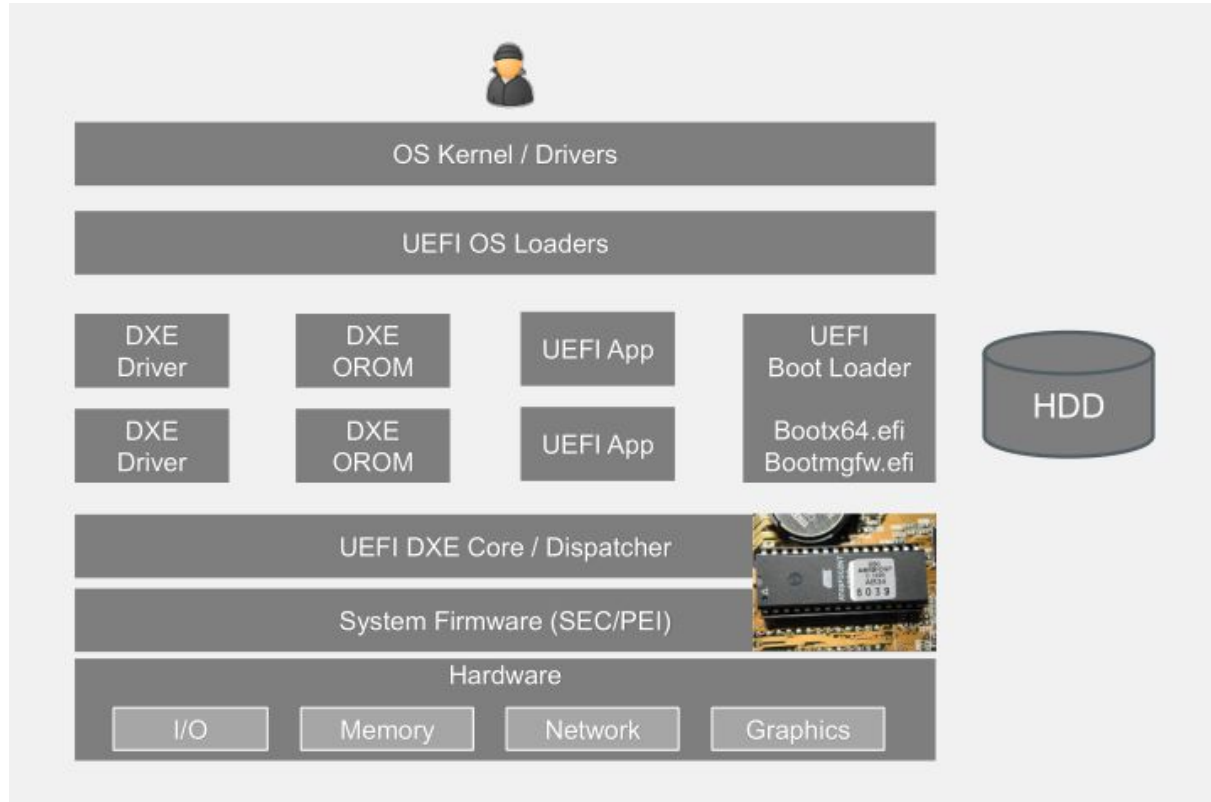 OS Kernel / Drivers
UEFI OS Loaders
DXE
Driver
DXE
OROM
UEFI App
UEFI
Boot Loader
HDD
DXE
Driver
DXE
OROM
UEFI App
Bootx64.efi
Bootmgfw.efi
UEFI DXE Core / Dispatcher
System Firmware (SEC/PEI)
6039
Hardware
I/O
Memory
Network
Graphics